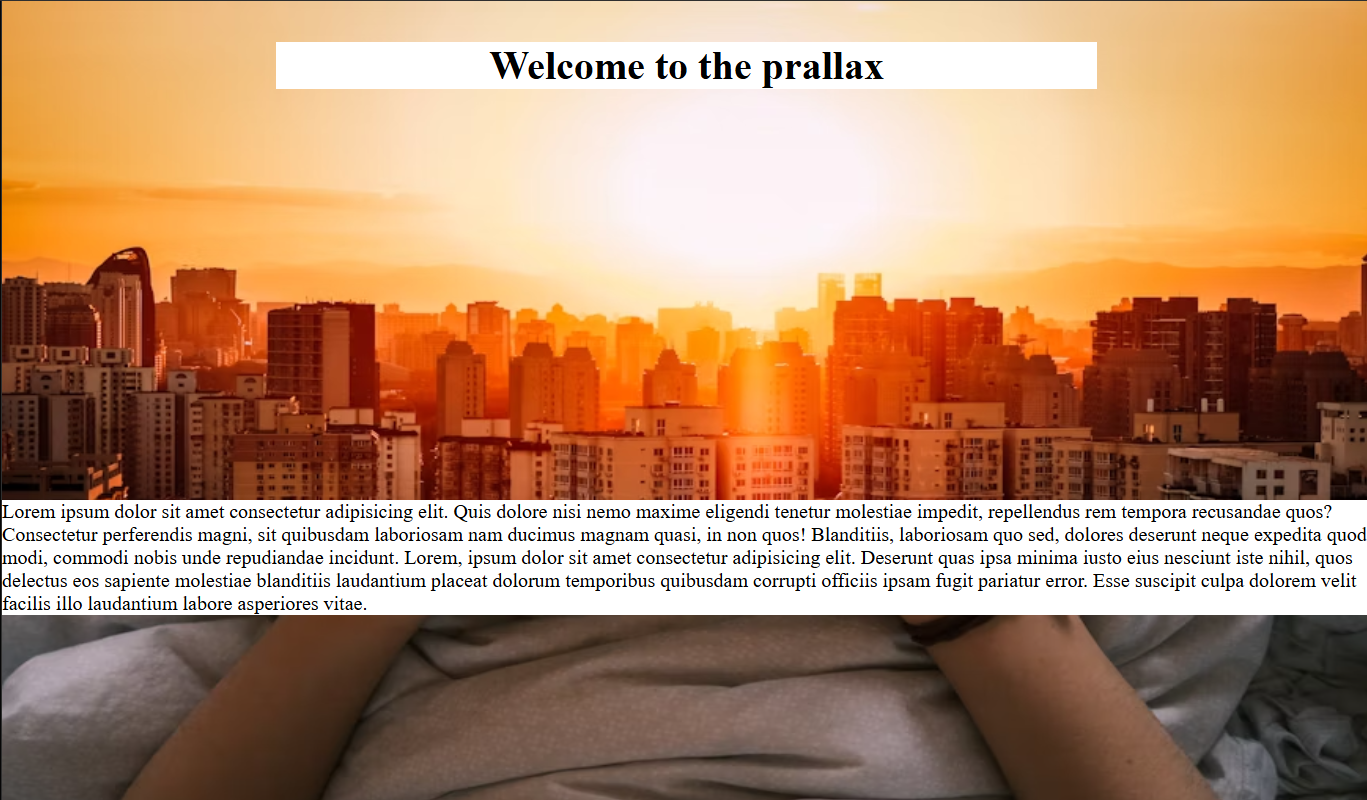 Welcome to the prallax
Lorem ipsum dolor sit amet consectetur adipisicing elit. Quis dolore nisi nemo maxime eligendi tenetur molestiae impedit, repellendus rem tempora recusandae quos?
Consectetur perferendis magni, sit quibusdam laboriosam nam ducimus magnam quasi, in non quos! Blanditiis, laboriosam quo sed, dolores deserunt neque expedita quod
modi, commodi nobis unde repudiandae incidunt. Lorem, ipsum dolor sit amet consectetur adipisicing elit. Deserunt quas ipsa minima iusto eius nesciunt iste nihil, quos
delectus eos sapiente molestiae blanditiis laudantium placeat dolorum temporibus quibusdam corrupti officiis ipsam fugit pariatur error. Esse suscipit culpa dolorem velit
facilis illo laudantium labore asperiores vitae.